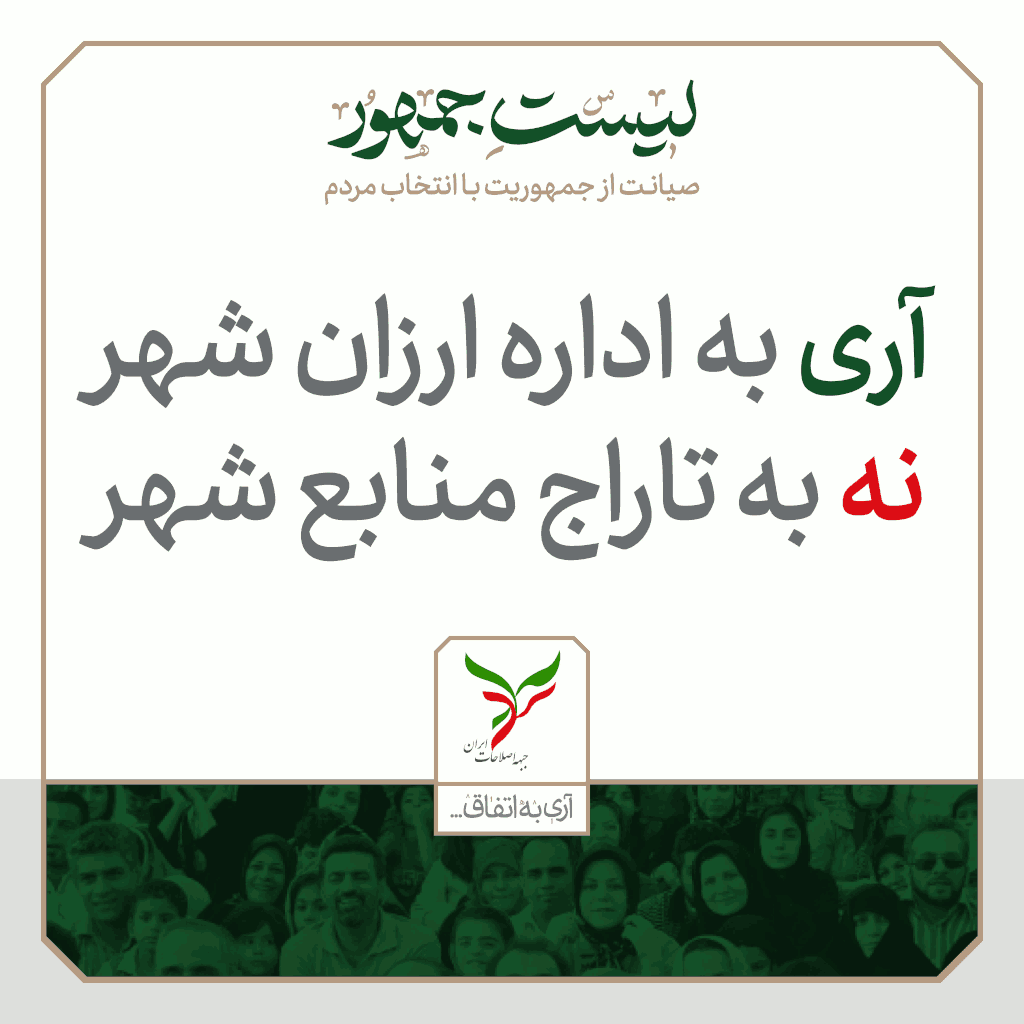 لیستِ جمهور
صیانت از جمهوریت با انتخاب مردم
آری به اداره ارزان شهر
نه به تاراج منابع شهر
جبهه اصلاحات ایران
آری به اتفاق...